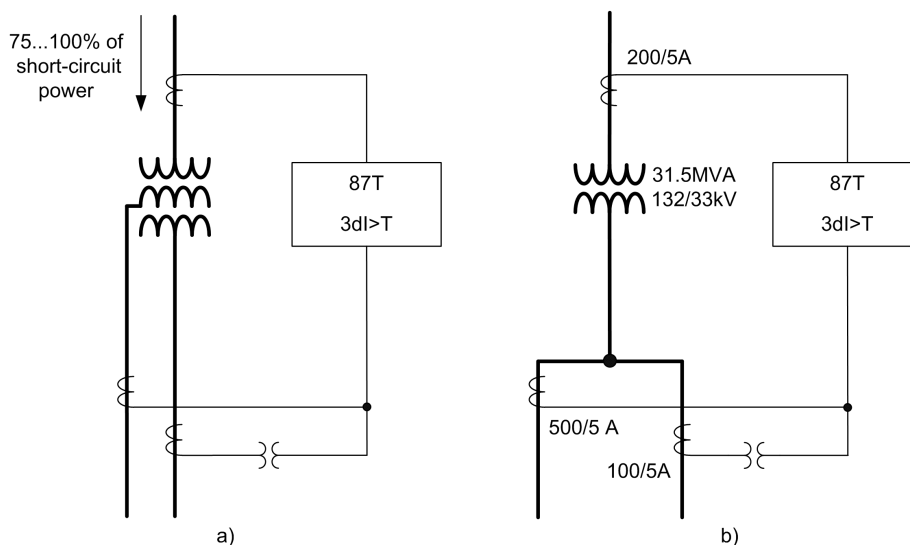 75...100% of
short-circuit
power
87T
3dI>T
a)
200/5A
31.5MVA
132/33kV
87T
3dI>T
500/5 A
100/5A
b)